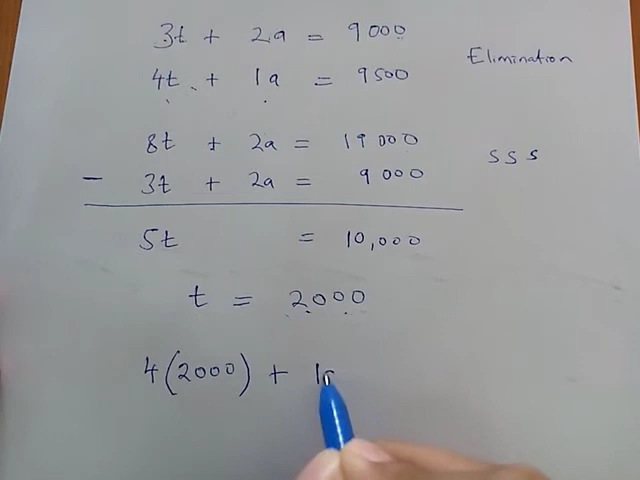 3t + 2a = 9000
Elimination
4t + 1a = 9500
8t + 2a = 19000
sss
- 3t + 2a = 9000
5t = 10,000
t = 2000
4(2000) + 1